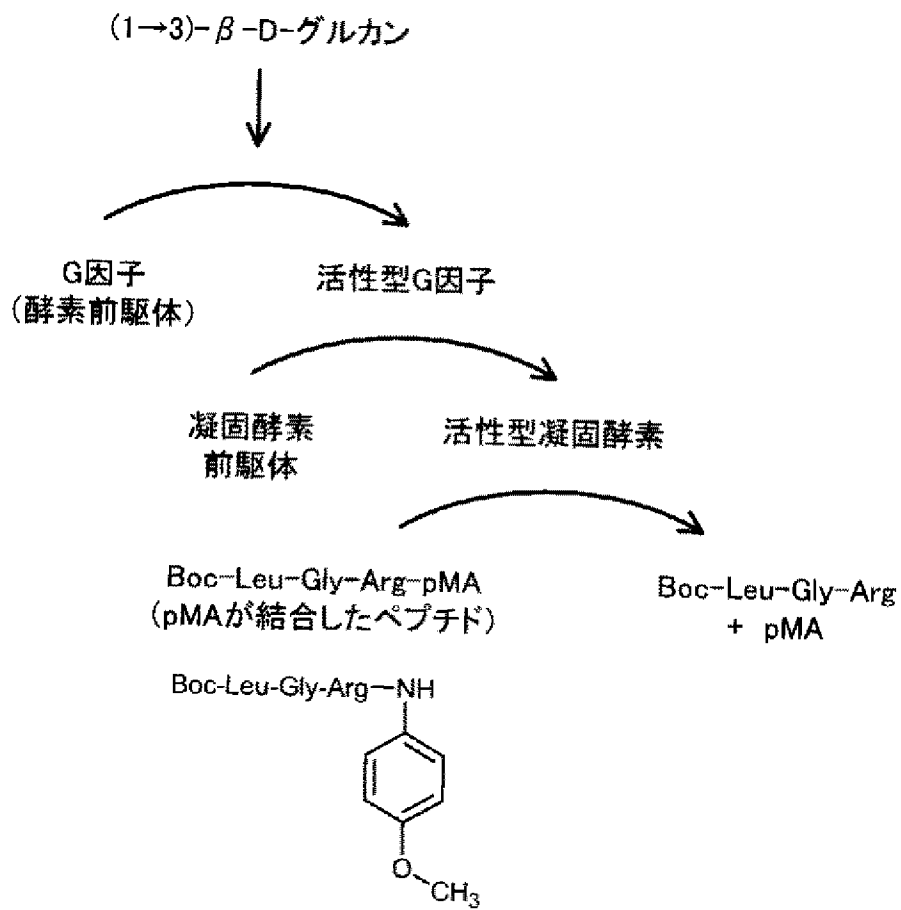 (1→3)-β-D-グルカン
G因子
(酵素前駆体)
活性型G因子
凝固酵素
前駆体
活性型凝固酵素
Boc-Leu-Gly-Arg-pMA
(pMAが結合したペプチド)
Boc-Leu-Gly-Arg
+ pMA
Boc-Leu-Gly-Arg-NH
O
CH₃